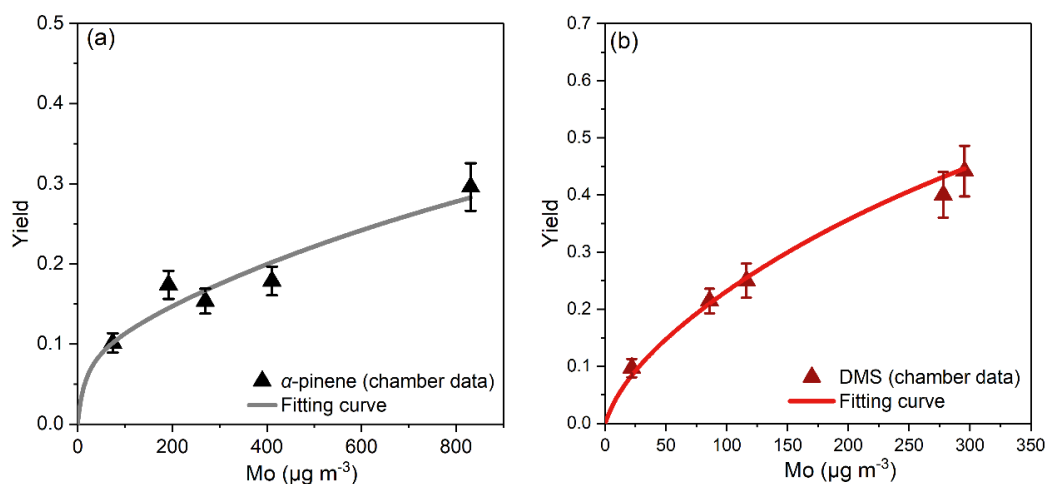 (a)
0.5
0.4
0.3
0.2
0.1
0.0
Yield
0 200 400 600 800
Mo (µg m⁻³)
α-pinene (chamber data)
Fitting curve
(b)
0.7
0.6
0.5
0.4
0.3
0.2
0.1
0.0
Yield
0 50 100 150 200 250 300 350
Mo (µg m⁻³)
DMS (chamber data)
Fitting curve